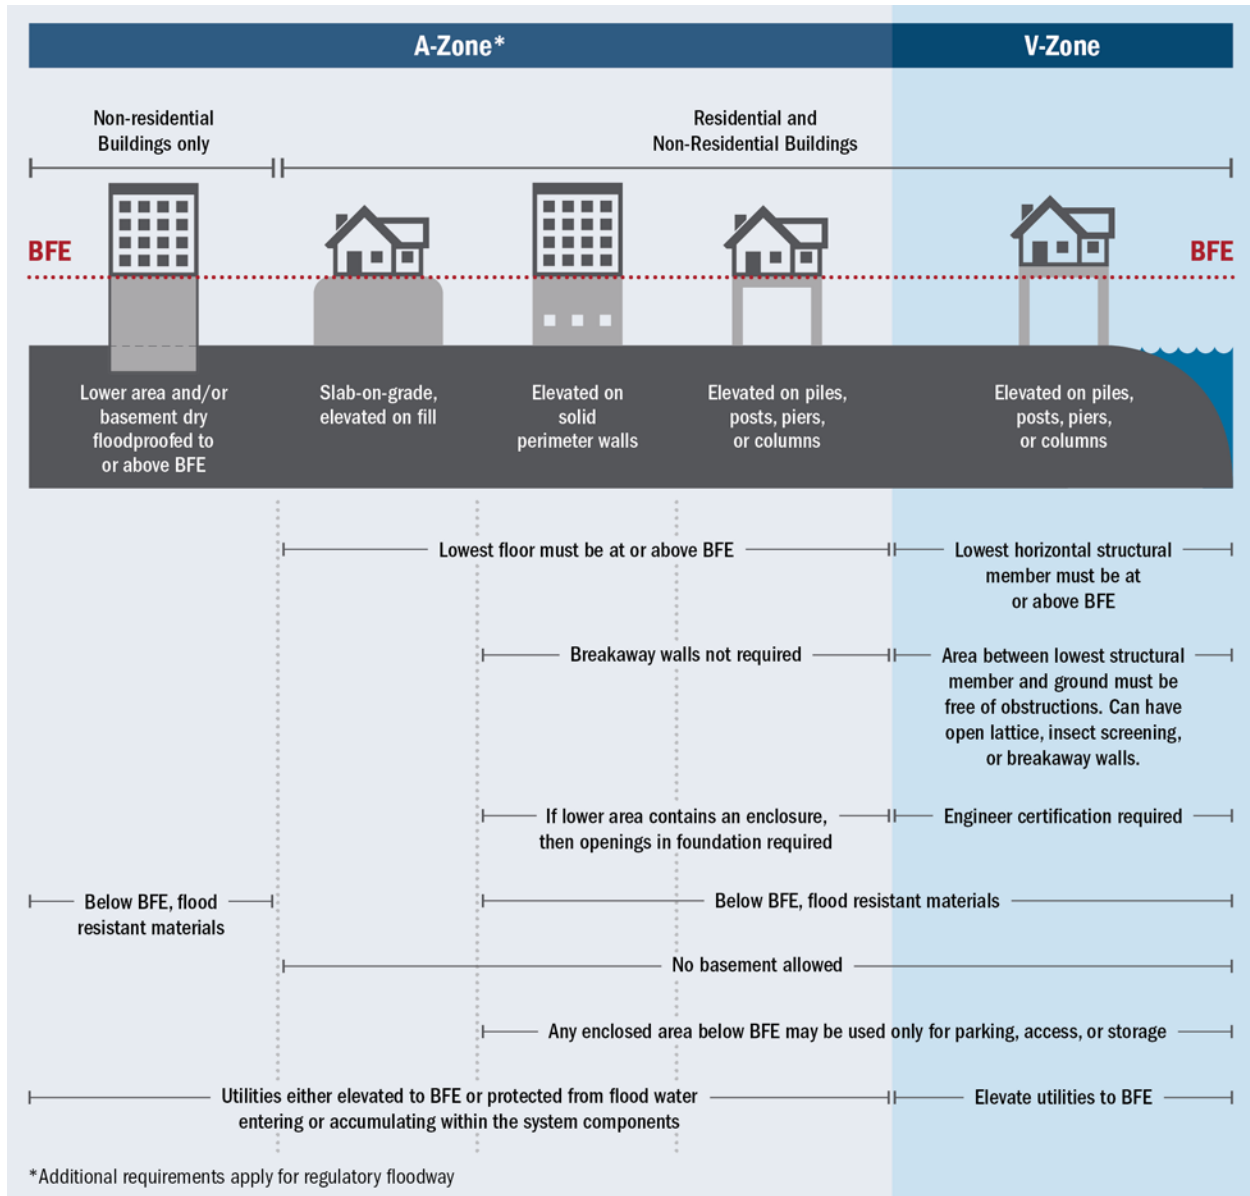 A-Zone*
V-Zone
Non-residential
Buildings only
Residential and
Non-Residential Buildings
BFE
BFE
Lower area and/or
basement dry
floodproofed to
or above BFE
Slab-on-grade,
elevated on fill
Elevated on
solid
perimeter walls
Elevated on piles,
posts, piers,
or columns
Elevated on piles,
posts, piers,
or columns
Lowest floor must be at or above BFE
Lowest horizontal structural
member must be at
or above BFE
Breakaway walls not required
Area between lowest structural
member and ground must be
free of obstructions. Can have
open lattice, insect screening,
or breakaway walls.
If lower area contains an enclosure,
then openings in foundation required
Engineer certification required
Below BFE, flood
resistant materials
Below BFE, flood resistant materials
No basement allowed
Any enclosed area below BFE may be used only for parking, access, or storage
Utilities either elevated to BFE or protected from flood water
entering or accumulating within the system components
Elevate utilities to BFE
*Additional requirements apply for regulatory floodway